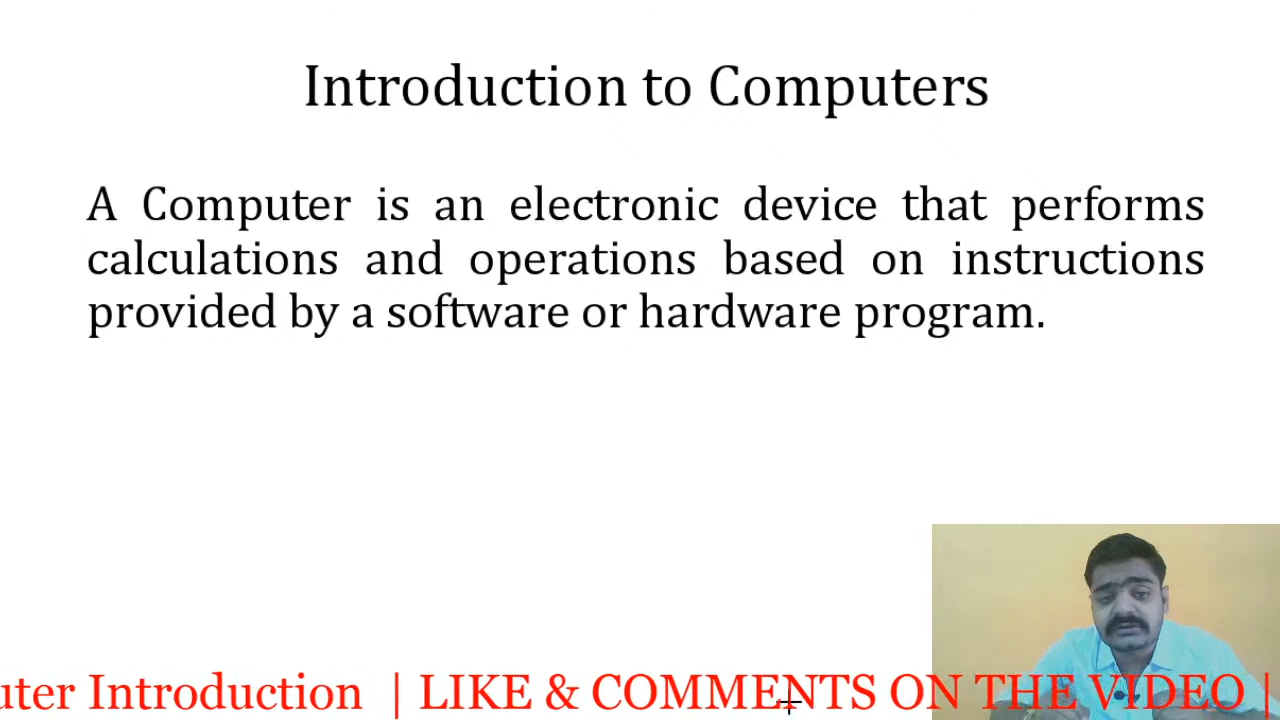 Introduction to Computers
A Computer is an electronic device that performs
calculations and operations based on instructions
provided by a software or hardware program.
uter Introduction | LIKE & COMMENTS ON THE VIDEO |